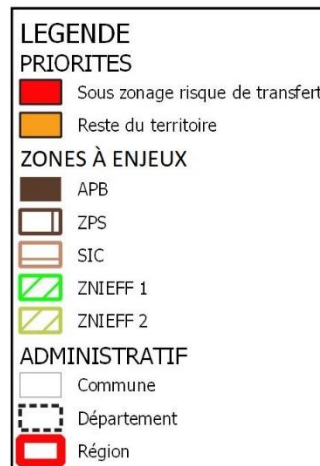 LEGENDE
PRIORITES
Sous zonage risque de transfert
Reste du territoire
ZONES À ENJEUX
APB
ZPS
SIC
ZNIEFF 1
ZNIEFF 2
ADMINISTRATIF
Commune
Département
Région